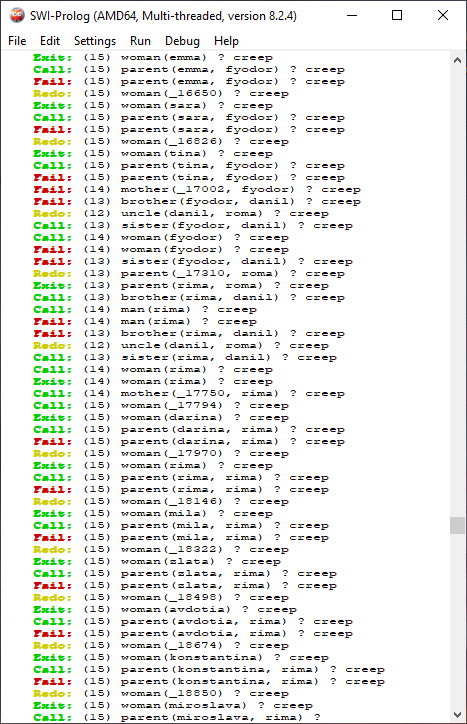 SWI-Prolog (AMD64, Multi-threaded, version 8.2.4)
File Edit Settings Run Debug Help
Exit: (15) woman(emma) ? creep
Call: (15) parent(emma, fyodor) ? creep
Fail: (15) parent(emma, fyodor) ? creep
Redo: (15) woman(_16650) ? creep
Exit: (15) woman(sara) ? creep
Call: (15) parent(sara, fyodor) ? creep
Fail: (15) parent(sara, fyodor) ? creep
Redo: (15) woman(_16826) ? creep
Exit: (15) woman(tina) ? creep
Call: (15) parent(tina, fyodor) ? creep
Fail: (15) parent(tina, fyodor) ? creep
Fail: (14) mother(_17002, fyodor) ? creep
Fail: (13) brother(fyodor, danil) ? creep
Redo: (12) uncle(danil, roma) ? creep
Call: (13) sister(fyodor, danil) ? creep
Call: (14) woman(fyodor) ? creep
Fail: (14) woman(fyodor) ? creep
Fail: (13) sister(fyodor, danil) ? creep
Redo: (13) parent(_17310, roma) ? creep
Exit: (13) parent(rima, roma) ? creep
Call: (13) brother(rima, danil) ? creep
Call: (14) man(rima) ? creep
Fail: (14) man(rima) ? creep
Fail: (13) brother(rima, danil) ? creep
Redo: (12) uncle(danil, roma) ? creep
Call: (13) sister(rima, danil) ? creep
Call: (14) woman(rima) ? creep
Exit: (14) woman(rima) ? creep
Call: (14) mother(_17750, rima) ? creep
Call: (15) woman(_17794) ? creep
Exit: (15) woman(darina) ? creep
Call: (15) parent(darina, rima) ? creep
Fail: (15) parent(darina, rima) ? creep
Redo: (15) woman(_17970) ? creep
Exit: (15) woman(rima) ? creep
Call: (15) parent(rima, rima) ? creep
Fail: (15) parent(rima, rima) ? creep
Redo: (15) woman(_18146) ? creep
Exit: (15) woman(mila) ? creep
Call: (15) parent(mila, rima) ? creep
Fail: (15) parent(mila, rima) ? creep
Redo: (15) woman(_18322) ? creep
Exit: (15) woman(zlata) ? creep
Call: (15) parent(zlata, rima) ? creep
Fail: (15) parent(zlata, rima) ? creep
Redo: (15) woman(_18498) ? creep
Exit: (15) woman(avdotia) ? creep
Call: (15) parent(avdotia, rima) ? creep
Fail: (15) parent(avdotia, rima) ? creep
Redo: (15) woman(_18674) ? creep
Exit: (15) woman(konstantina) ? creep
Call: (15) parent(konstantina, rima) ? creep
Fail: (15) parent(konstantina, rima) ? creep
Redo: (15) woman(_18850) ? creep
Exit: (15) woman(miroslava) ? creep
Call: (15) parent(miroslava, rima) ?